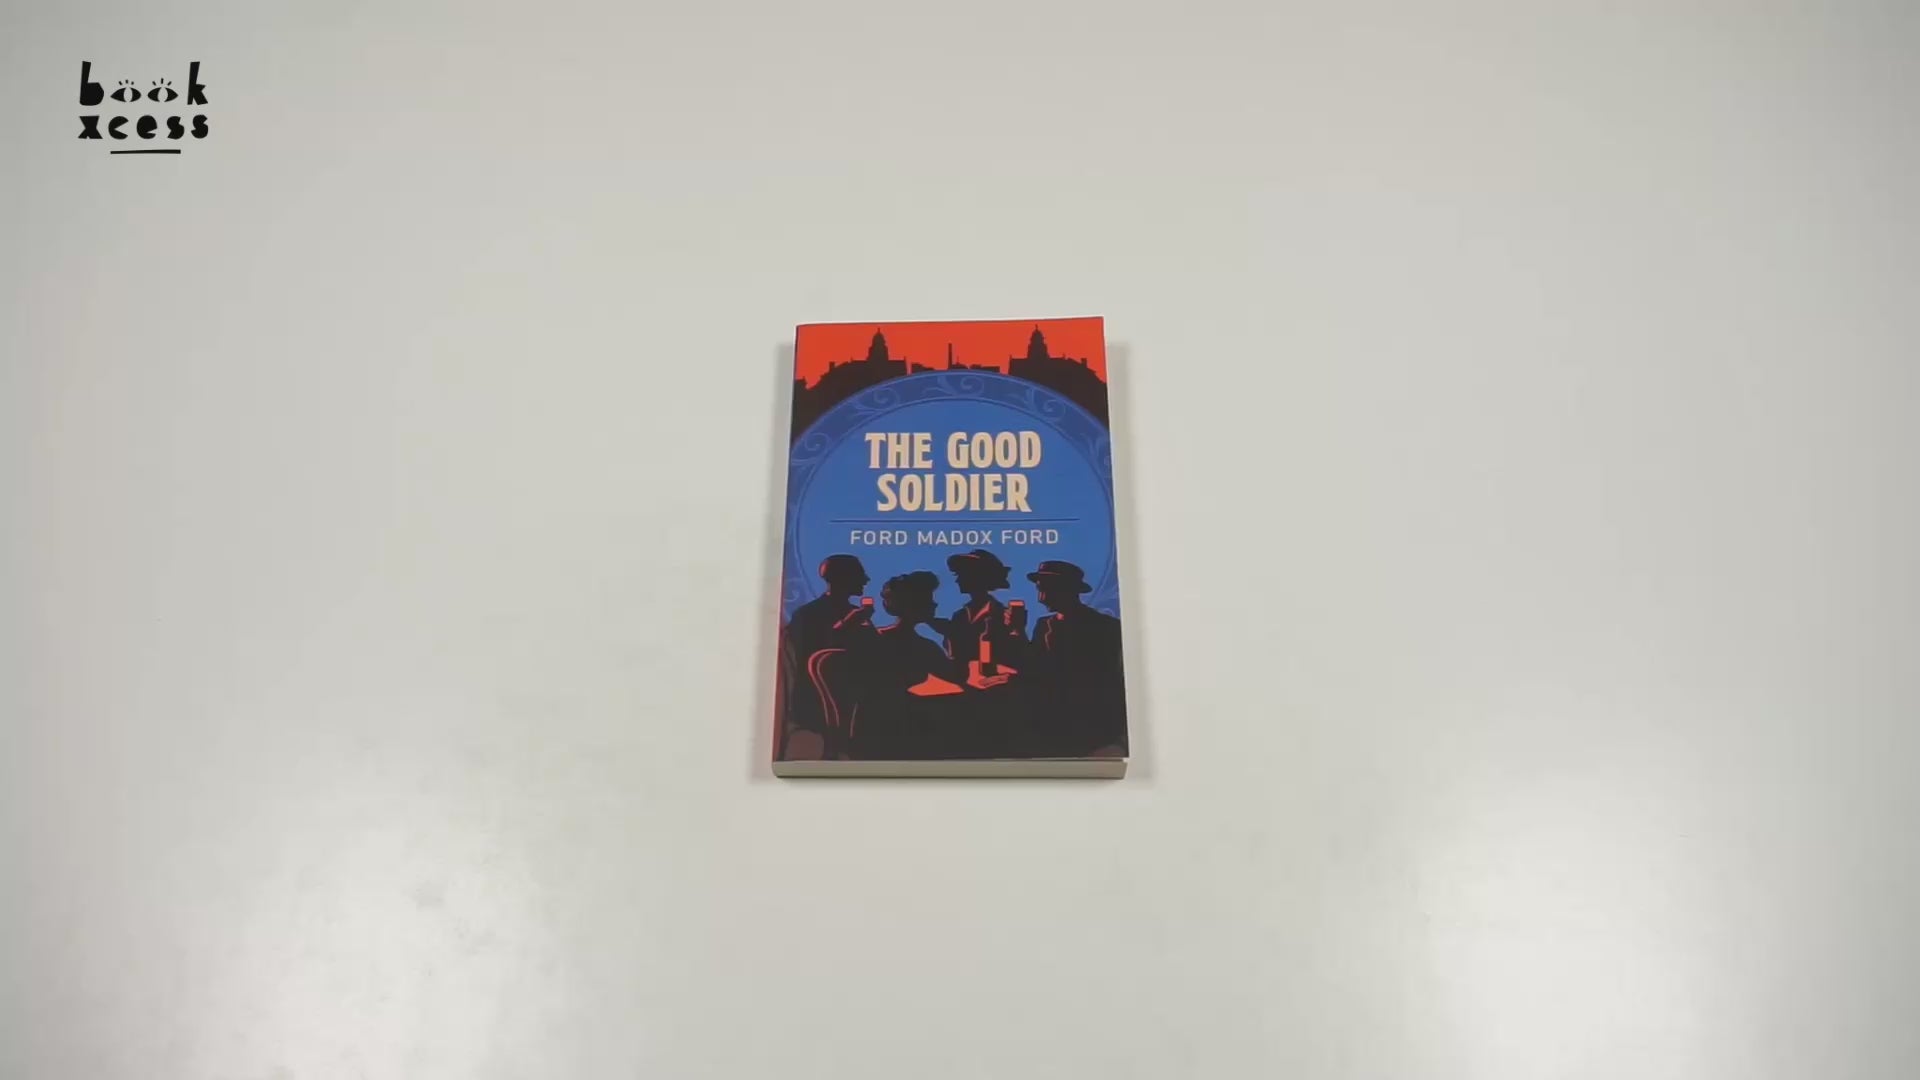 book
xcess
THE GOOD
SOLDIER
FORD MADOX FORD